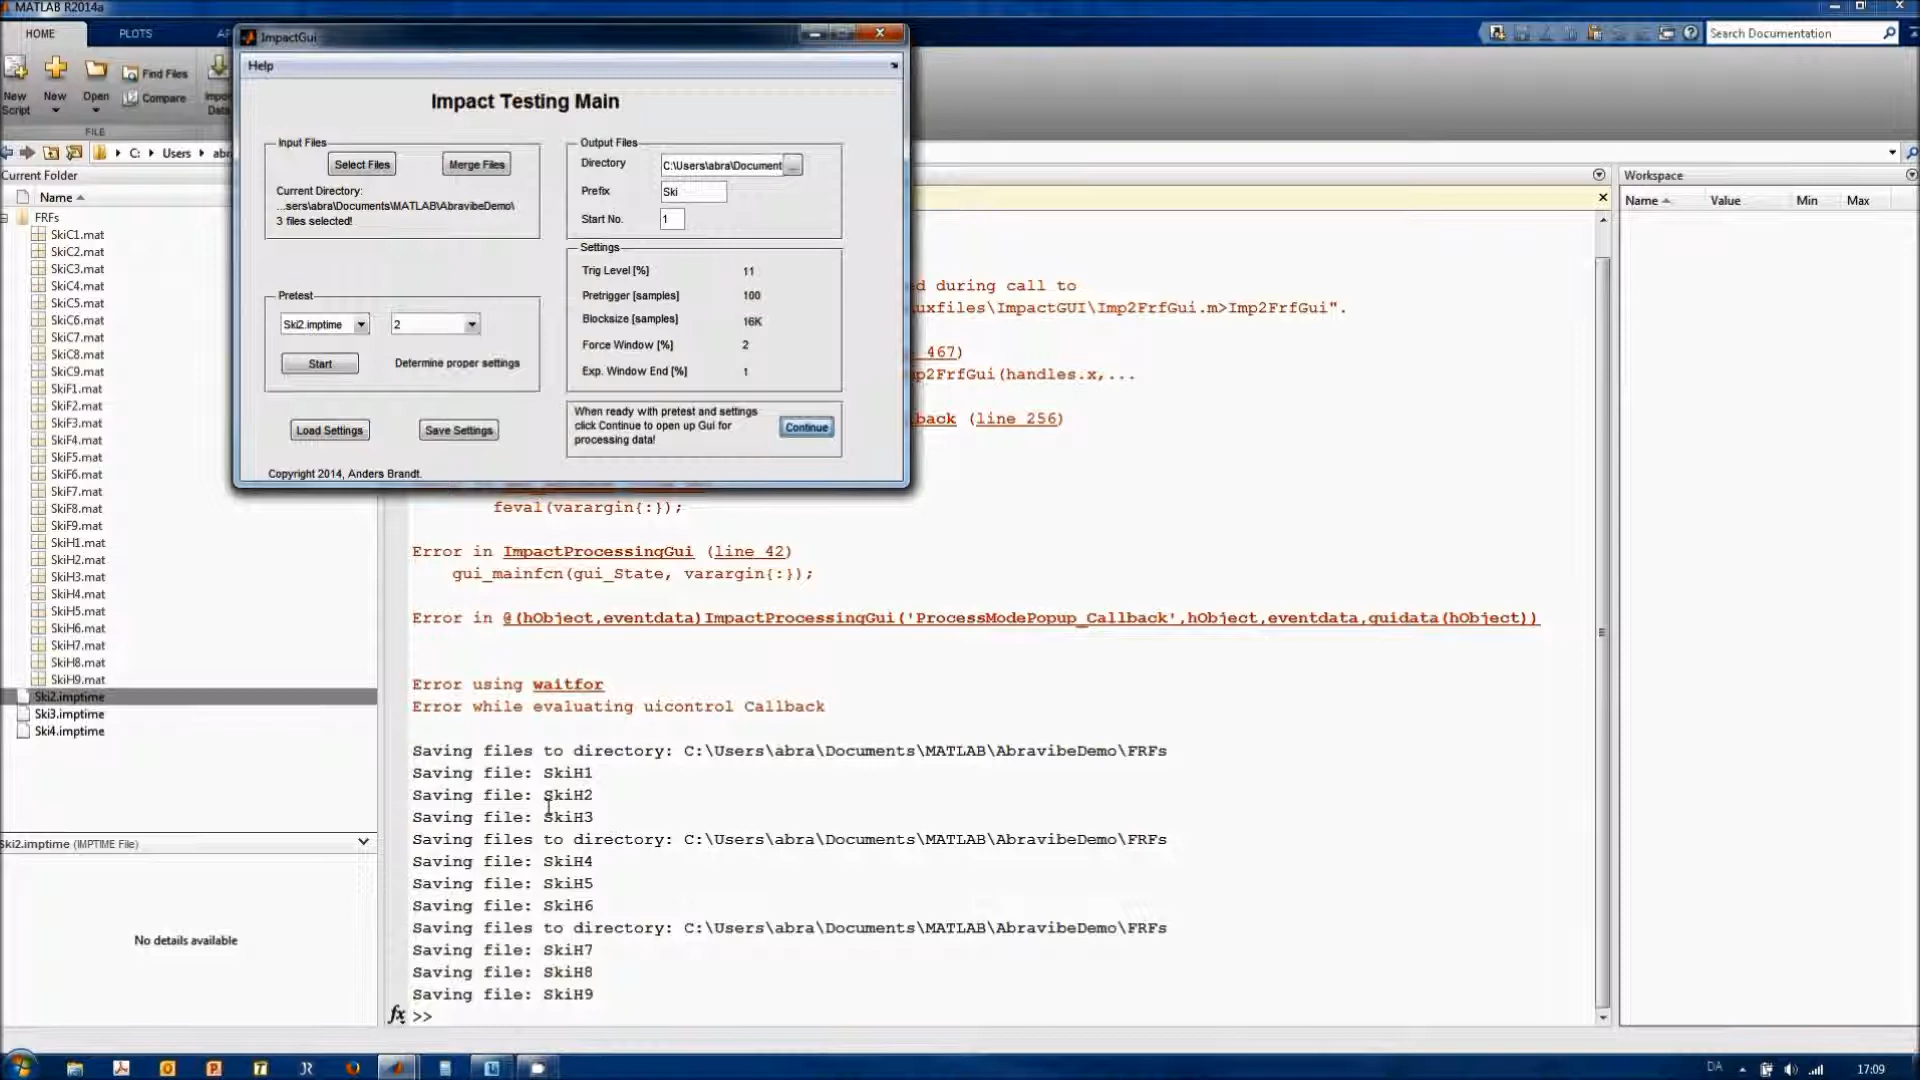 MATLAB R2014a
HOME
PLOTS
Search Documentation
New
Script
New
Open
Find Files
Compare
FILE
C:
Users
Current Folder
Name
FRFs
SkiC1.mat
SkiC2.mat
SkiC3.mat
SkiC4.mat
SkiC5.mat
SkiC6.mat
SkiC7.mat
SkiC8.mat
SkiC9.mat
SkiF1.mat
SkiF2.mat
SkiF3.mat
SkiF4.mat
SkiF5.mat
SkiF6.mat
SkiF7.mat
SkiF8.mat
SkiF9.mat
SkiH1.mat
SkiH2.mat
SkiH3.mat
SkiH4.mat
SkiH5.mat
SkiH6.mat
SkiH7.mat
SkiH8.mat
SkiH9.mat
Ski2.imptime
Ski3.imptime
Ski4.imptime
Ski2.imptime (IMPTIME File)
No details available
ImpactGui
Help
Impact Testing Main
Input Files
Select Files
Merge Files
Current Directory:
...sers\abra\Documents\MATLAB\AbravibeDemo\
3 files selected!
Output Files
Directory
C:\Users\abra\Document
...
Prefix
Ski
Start No.
1
Settings
Trig Level [%]
11
Pretrigger [samples]
100
Blocksize [samples]
16K
Force Window [%]
2
Exp. Window End [%]
1
Pretest
Ski2.imptime
2
Start
Determine proper settings
Load Settings
Save Settings
When ready with pretest and settings
click Continue to open up Gui for
processing data!
Continue
Copyright 2014, Anders Brandt.
d during call to
uxfiles\ImpactGUI\Imp2FrfGui.m>Imp2FrfGui".
467)
p2FrfGui(handles.x,...
back (line 256)
feval(varargin{:});
Error in ImpactProcessingGui (line 42)
gui_mainfcn(gui_State, varargin{:});
Error in @(hObject,eventdata)ImpactProcessingGui('ProcessModePopup_Callback',hObject,eventdata,guidata(hObject))
Error using waitfor
Error while evaluating uicontrol Callback
Saving files to directory: C:\Users\abra\Documents\MATLAB\AbravibeDemo\FRFs
Saving file: SkiH1
Saving file: SkiH2
Saving file: SkiH3
Saving files to directory: C:\Users\abra\Documents\MATLAB\AbravibeDemo\FRFs
Saving file: SkiH4
Saving file: SkiH5
Saving file: SkiH6
Saving files to directory: C:\Users\abra\Documents\MATLAB\AbravibeDemo\FRFs
Saving file: SkiH7
Saving file: SkiH8
Saving file: SkiH9
fx >>
Workspace
Name
Value
Min
Max
DA
17:09